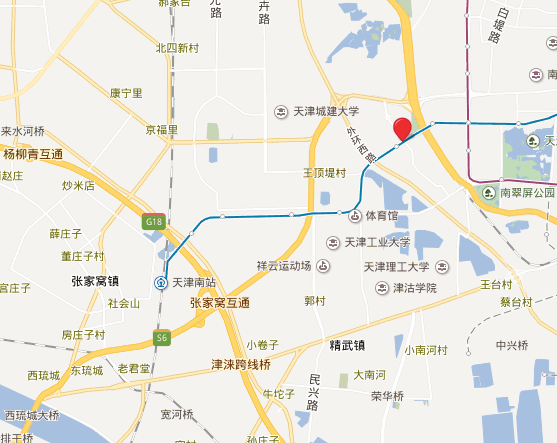 郝家台
元路
卉路
白堤路
北四新村
南
康宁里
天津城建大学
来水河桥
京福里
外环西路
天
杨柳青互通
王顶堤村
赵庄
炒米店
南翠屏公园
G18
体育馆
薛庄子
天津工业大学
董庄子村
祥云运动场
天津理工大学
张家窝镇
天津南站
宫庄子
津沽学院
王台村
社会山
张家窝互通
郭村
蔡台村
房庄子村
S6
小卷子
精武镇
小南河村
中兴桥
西琉城
东琉城
老君堂
津涞跨线桥
大南河
民兴路
牛坨子
荣华桥
西琉城大桥
宽河桥
排干桥
孙庄子